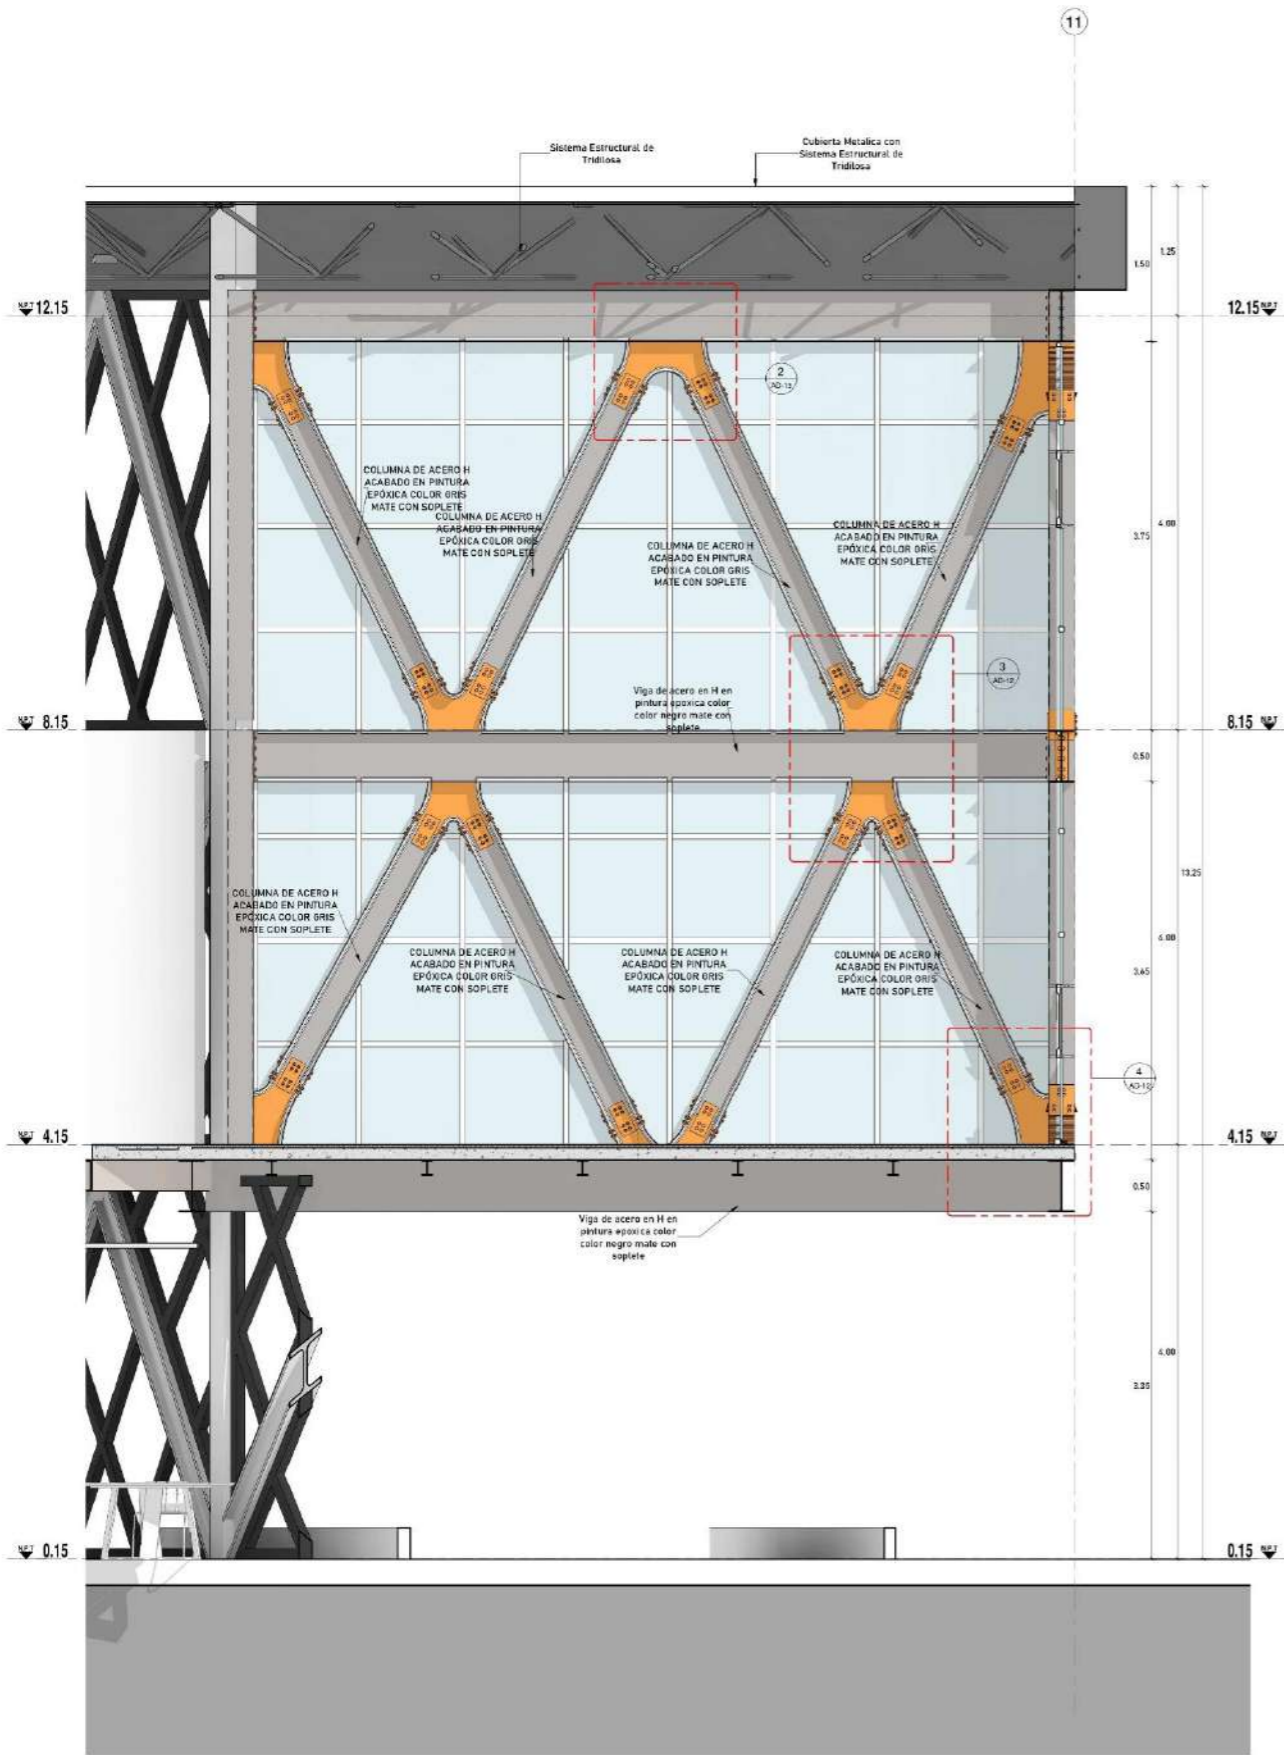 11
Sistema Estructural de
Tridilosa
Cubierta Metalica con
Sistema Estructural de
Tridilosa
1.50
1.25
N.P.T 12.15
12.15 N.P.T
2
AD-13
COLUMNA DE ACERO H
ACABADO EN PINTURA
EPÓXICA COLOR GRIS
MATE CON SOPLETE
COLUMNA DE ACERO H
ACABADO EN PINTURA
EPÓXICA COLOR GRIS
MATE CON SOPLETE
COLUMNA DE ACERO H
ACABADO EN PINTURA
EPÓXICA COLOR GRIS
MATE CON SOPLETE
COLUMNA DE ACERO H
ACABADO EN PINTURA
EPÓXICA COLOR GRIS
MATE CON SOPLETE
3.75
4.00
3
AD-12
Viga de acero en H en
pintura epoxica color
color negro mate con
soplete
N.P.T 8.15
8.15 N.P.T
0.50
13.25
COLUMNA DE ACERO H
ACABADO EN PINTURA
EPÓXICA COLOR GRIS
MATE CON SOPLETE
COLUMNA DE ACERO H
ACABADO EN PINTURA
EPÓXICA COLOR GRIS
MATE CON SOPLETE
COLUMNA DE ACERO H
ACABADO EN PINTURA
EPÓXICA COLOR GRIS
MATE CON SOPLETE
COLUMNA DE ACERO H
ACABADO EN PINTURA
EPÓXICA COLOR GRIS
MATE CON SOPLETE
3.65
4.00
4
AD-12
N.P.T 4.15
4.15 N.P.T
0.50
Viga de acero en H en
pintura epoxica color
color negro mate con
soplete
4.00
3.35
N.P.T 0.15
0.15 N.P.T